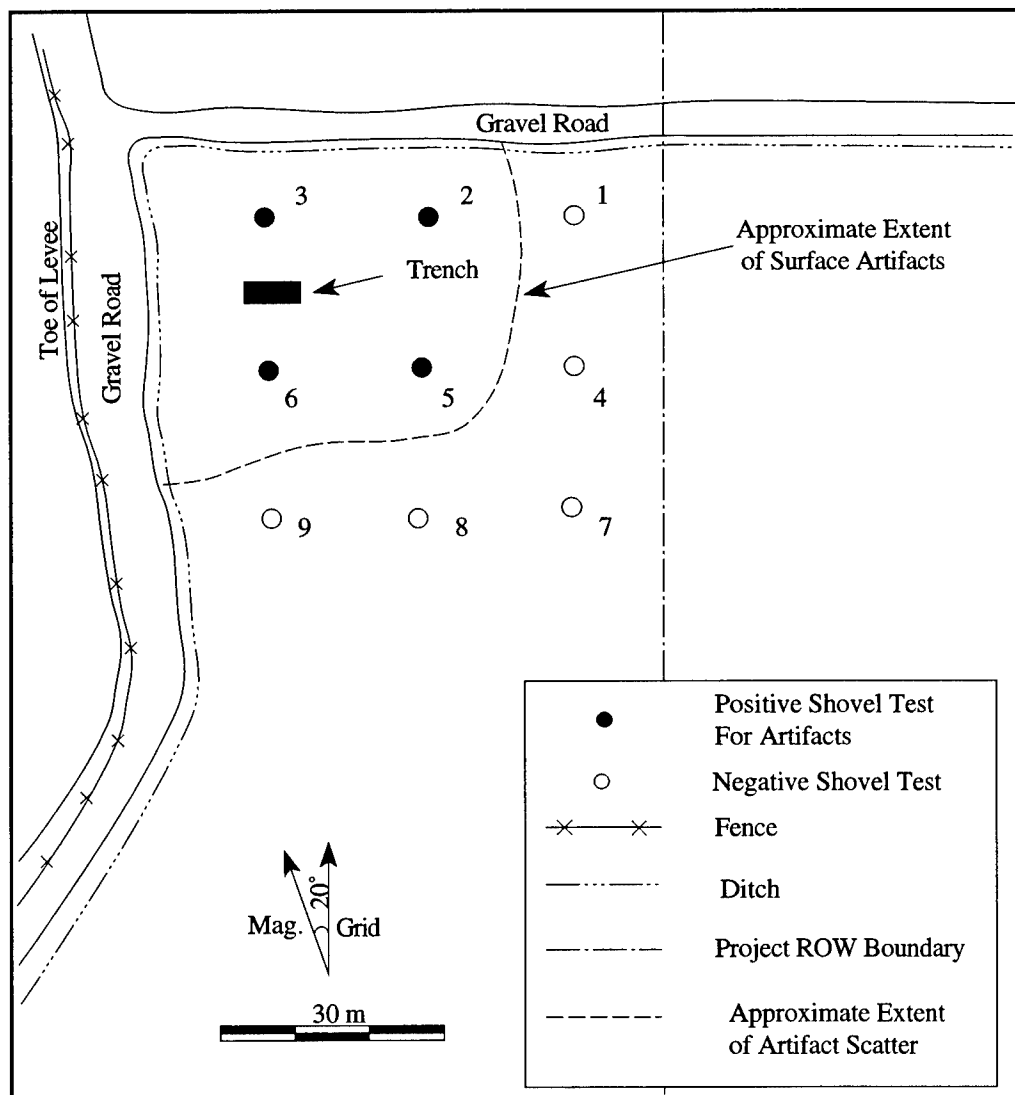 Gravel Road
3
2
1
Approximate Extent
of Surface Artifacts
Trench
Toe of Levee
Gravel Road
6
5
4
9
8
7
Positive Shovel Test
For Artifacts
Negative Shovel Test
Fence
Ditch
Project ROW Boundary
Approximate Extent
of Artifact Scatter
20°
Mag.
Grid
30 m